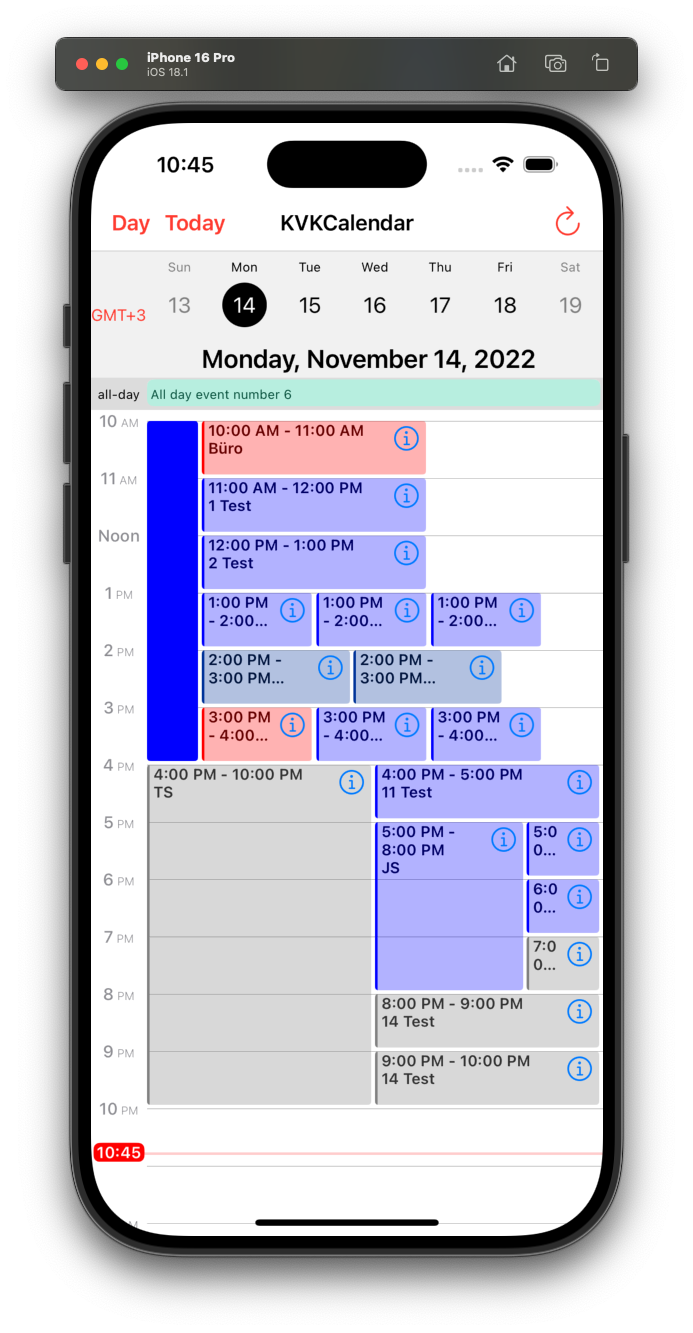 iPhone 16 Pro
iOS 18.1
10:45
Day Today KVKCalendar
Sun Mon Tue Wed Thu Fri Sat
GMT+3 13 14 15 16 17 18 19
Monday, November 14, 2022
all-day All day event number 6
10 AM
10:00 AM - 11:00 AM
Büro
11 AM
11:00 AM - 12:00 PM
1 Test
Noon
12:00 PM - 1:00 PM
2 Test
1 PM
1:00 PM
- 2:00...
1:00 PM
- 2:00...
1:00 PM
- 2:00...
2 PM
2:00 PM -
3:00 PM...
2:00 PM -
3:00 PM...
3 PM
3:00 PM
- 4:00...
3:00 PM
- 4:00...
3:00 PM
- 4:00...
4 PM
4:00 PM - 10:00 PM
TS
4:00 PM - 5:00 PM
11 Test
5 PM
5:00 PM -
8:00 PM
JS
5:0
0...
6 PM
6:0
0...
7 PM
7:0
0...
8 PM
8:00 PM - 9:00 PM
14 Test
9 PM
9:00 PM - 10:00 PM
14 Test
10 PM
10:45